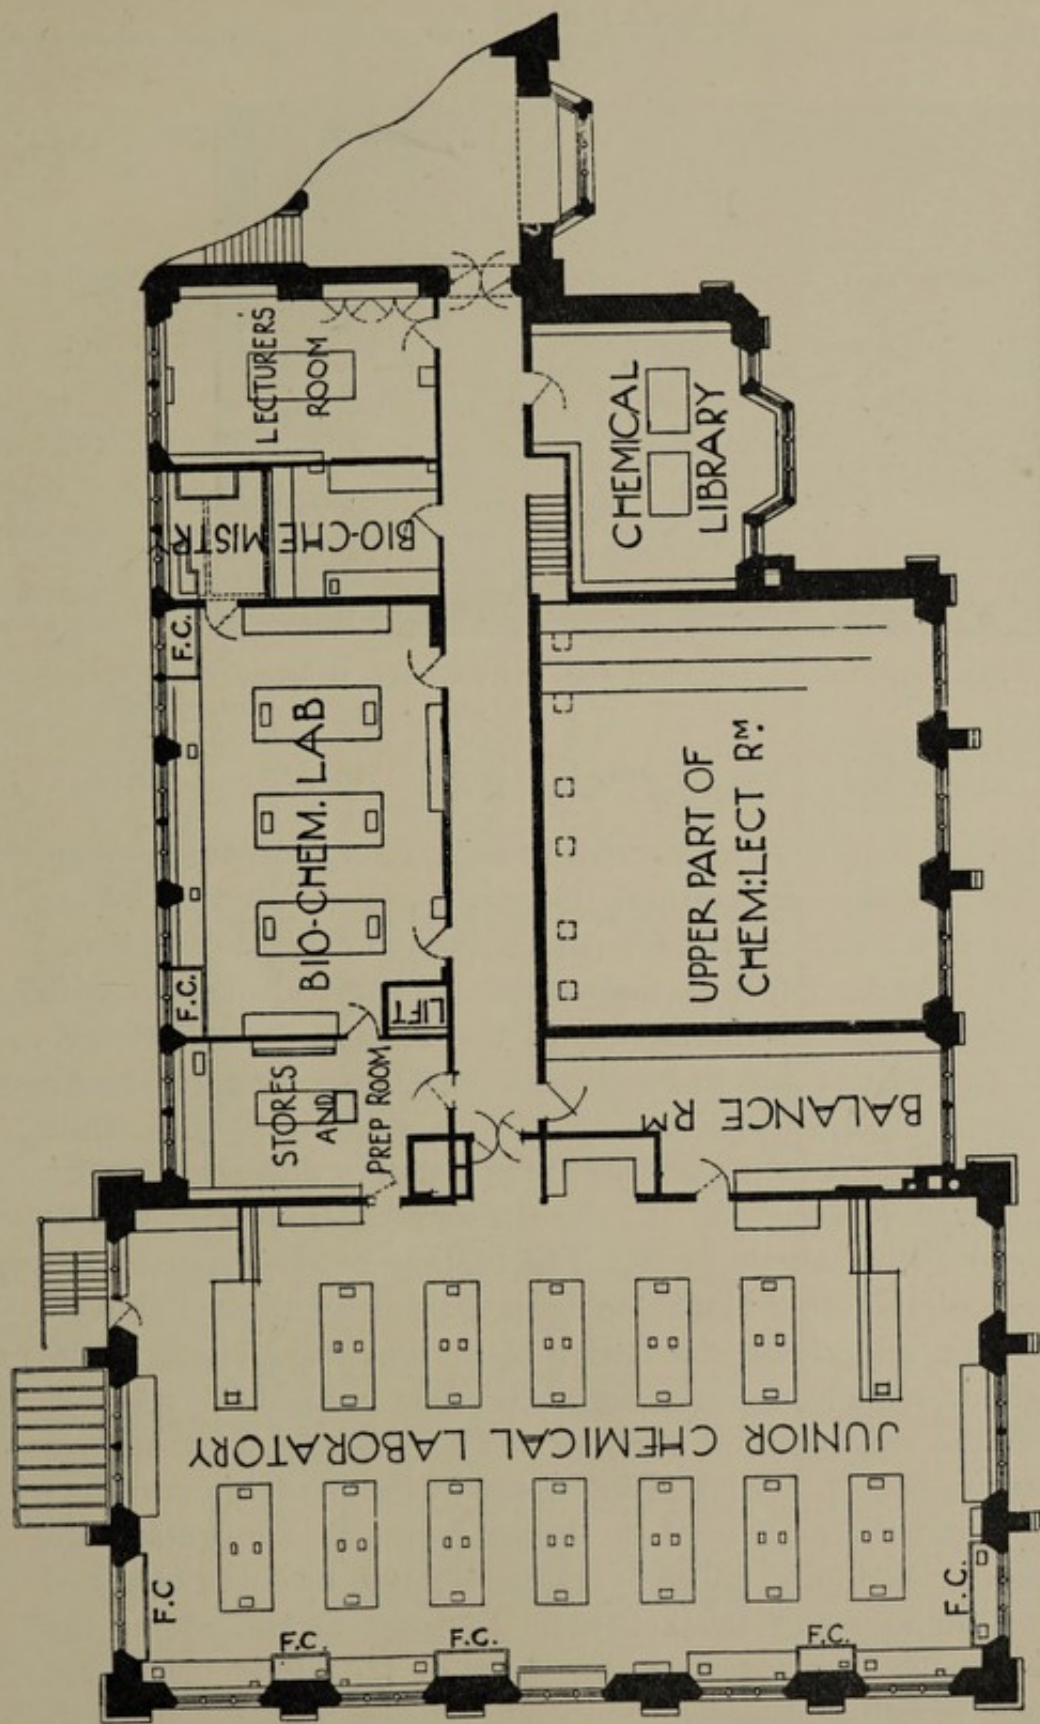 LECTURERS
ROOM
BIO-CHEMISTRY
CHEMICAL
LIBRARY
F.C.
BIO-CHEM. LAB
F.C.
LIFT
UPPER PART OF
CHEM:LECT RM.
STORES
AND
PREP ROOM
BALANCE RM
JUNIOR CHEMICAL LABORATORY
F.C
F.C.
F.C.
F.C.
F.C.